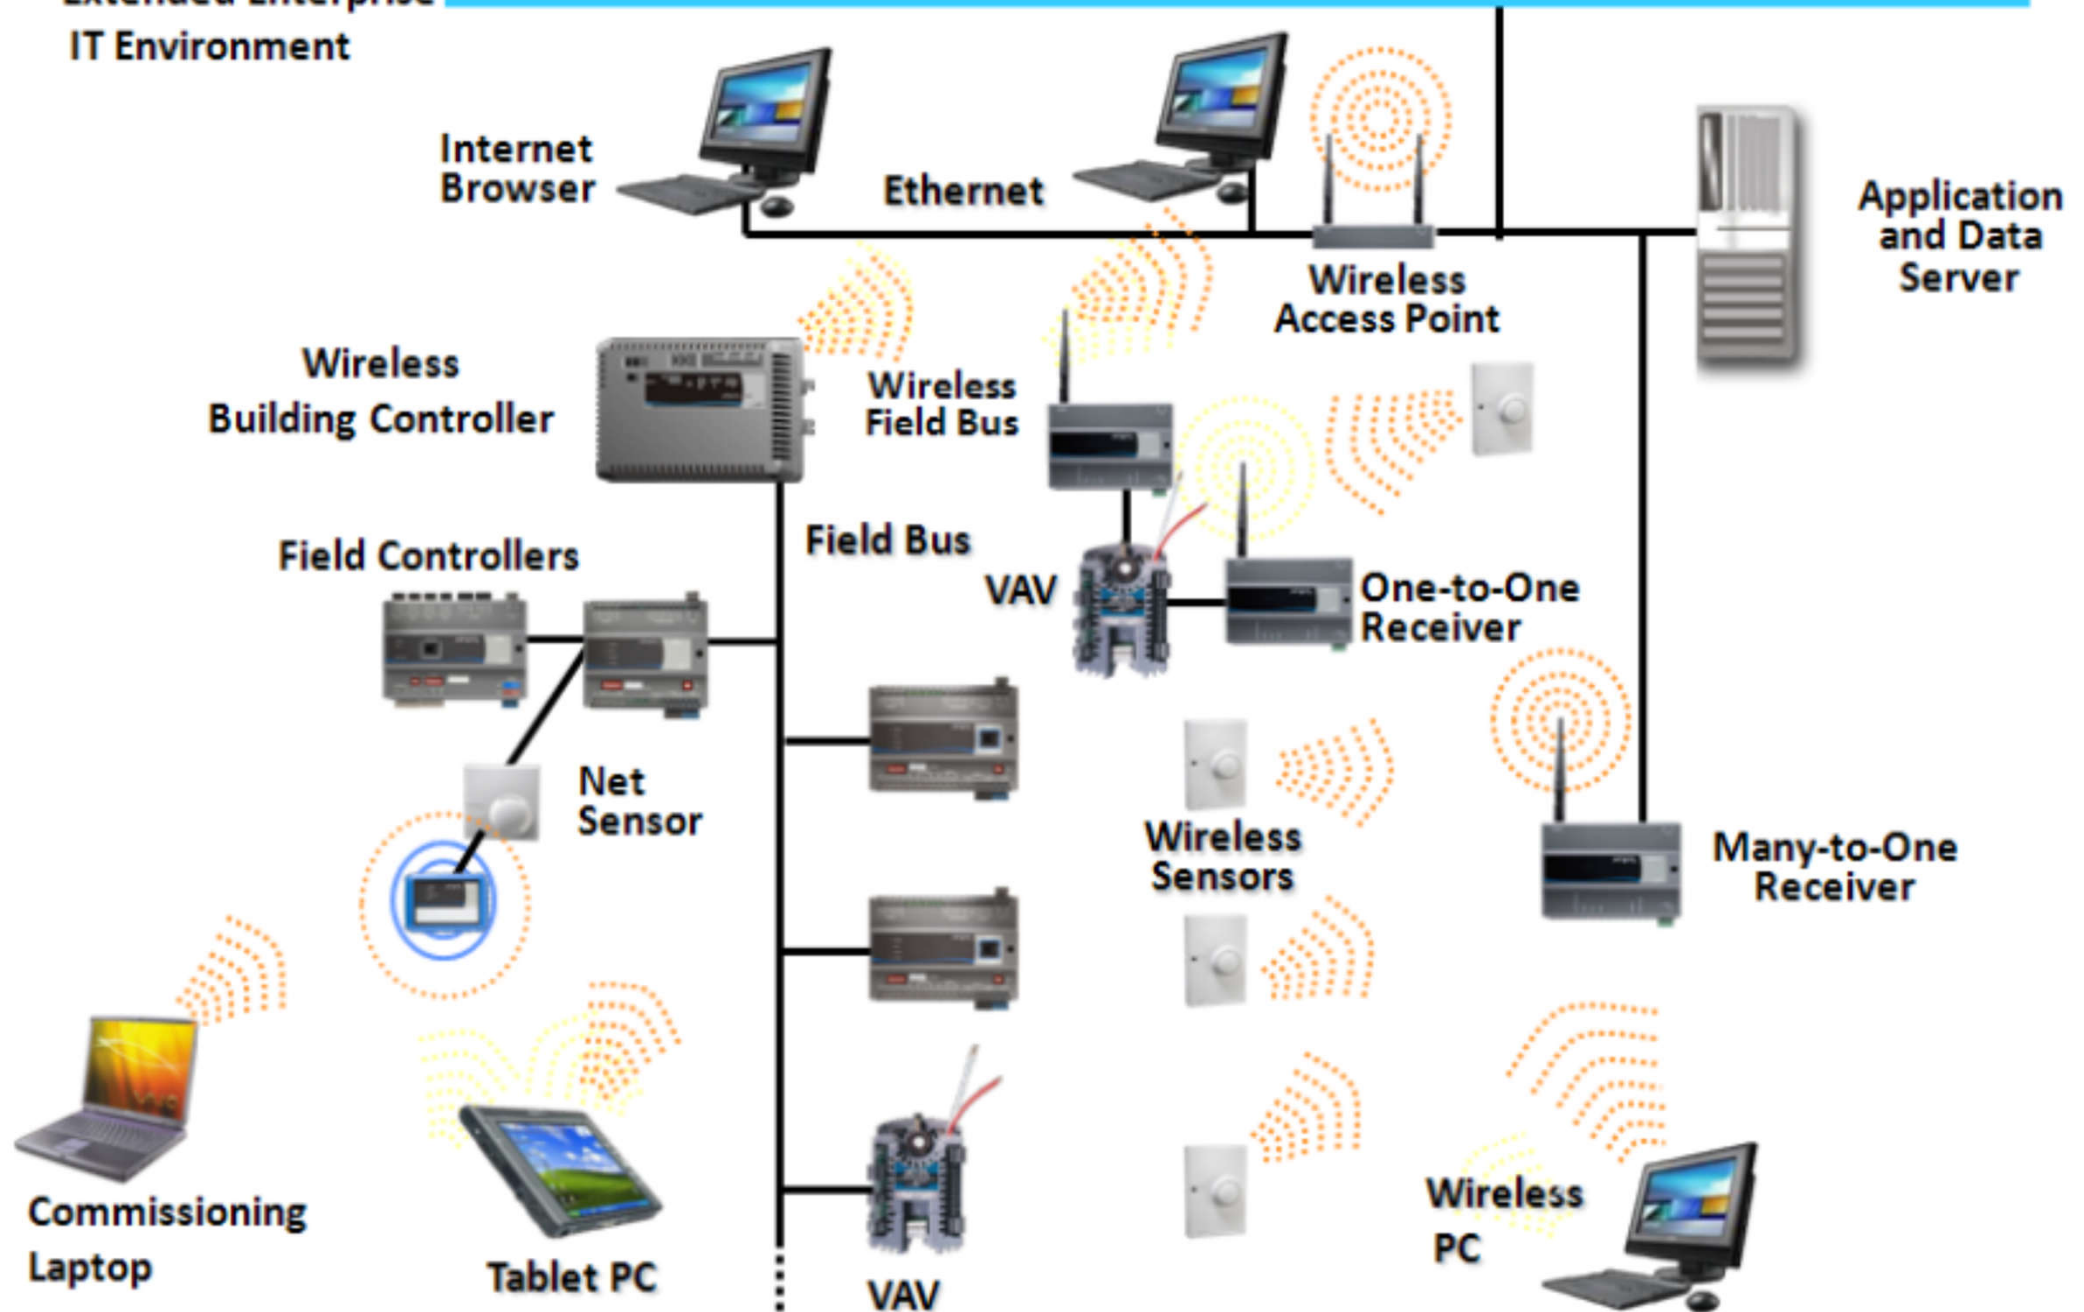 Extended Enterprise
IT Environment
Internet
Browser
Ethernet
Wireless
Access Point
Application
and Data
Server
Wireless
Building Controller
Wireless
Field Bus
Field Controllers
Field Bus
VAV
One-to-One
Receiver
Net
Sensor
Wireless
Sensors
Many-to-One
Receiver
Commissioning
Laptop
Tablet PC
VAV
Wireless
PC